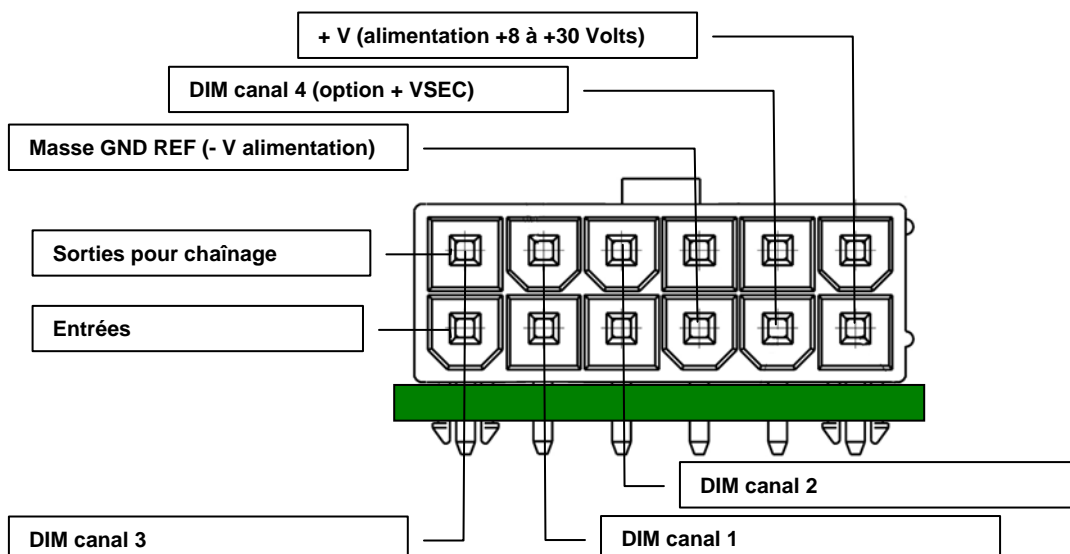 + V (alimentation +8 à +30 Volts)
DIM canal 4 (option + VSEC)
Masse GND REF (- V alimentation)
Sorties pour chaînage
Entrées
DIM canal 2
DIM canal 3
DIM canal 1